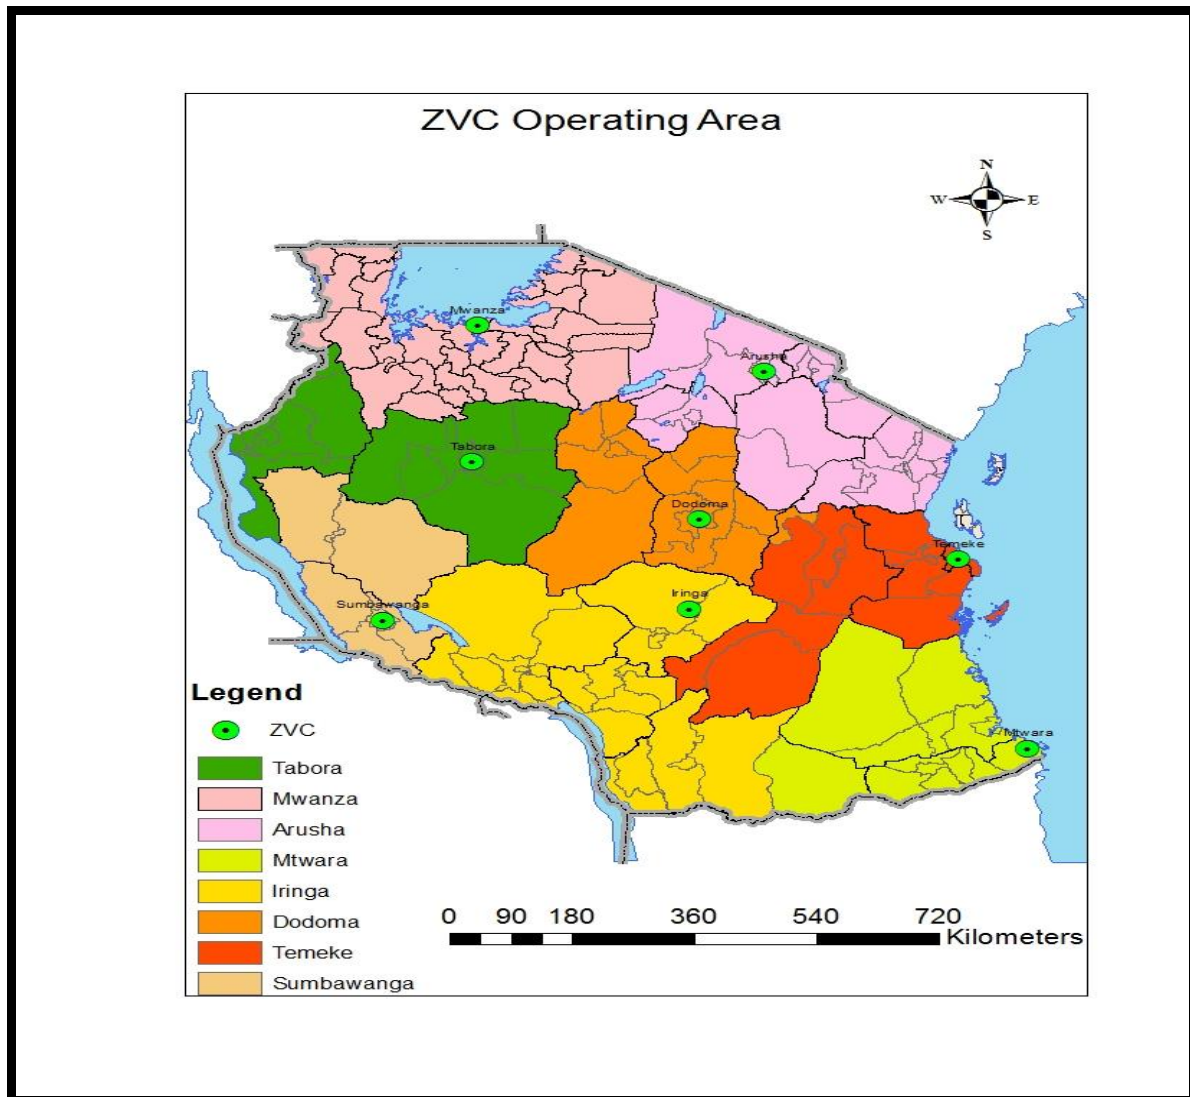 ZVC Operating Area
N
W E
S
Mwanza
Arusha
Tabora
Dodoma
Temeke
Iringa
Sumbawanga
Mtwara
Legend
ZVC
Tabora
Mwanza
Arusha
Mtwara
Iringa
Dodoma
Temeke
Sumbawanga
0 90 180 360 540 720
Kilometers